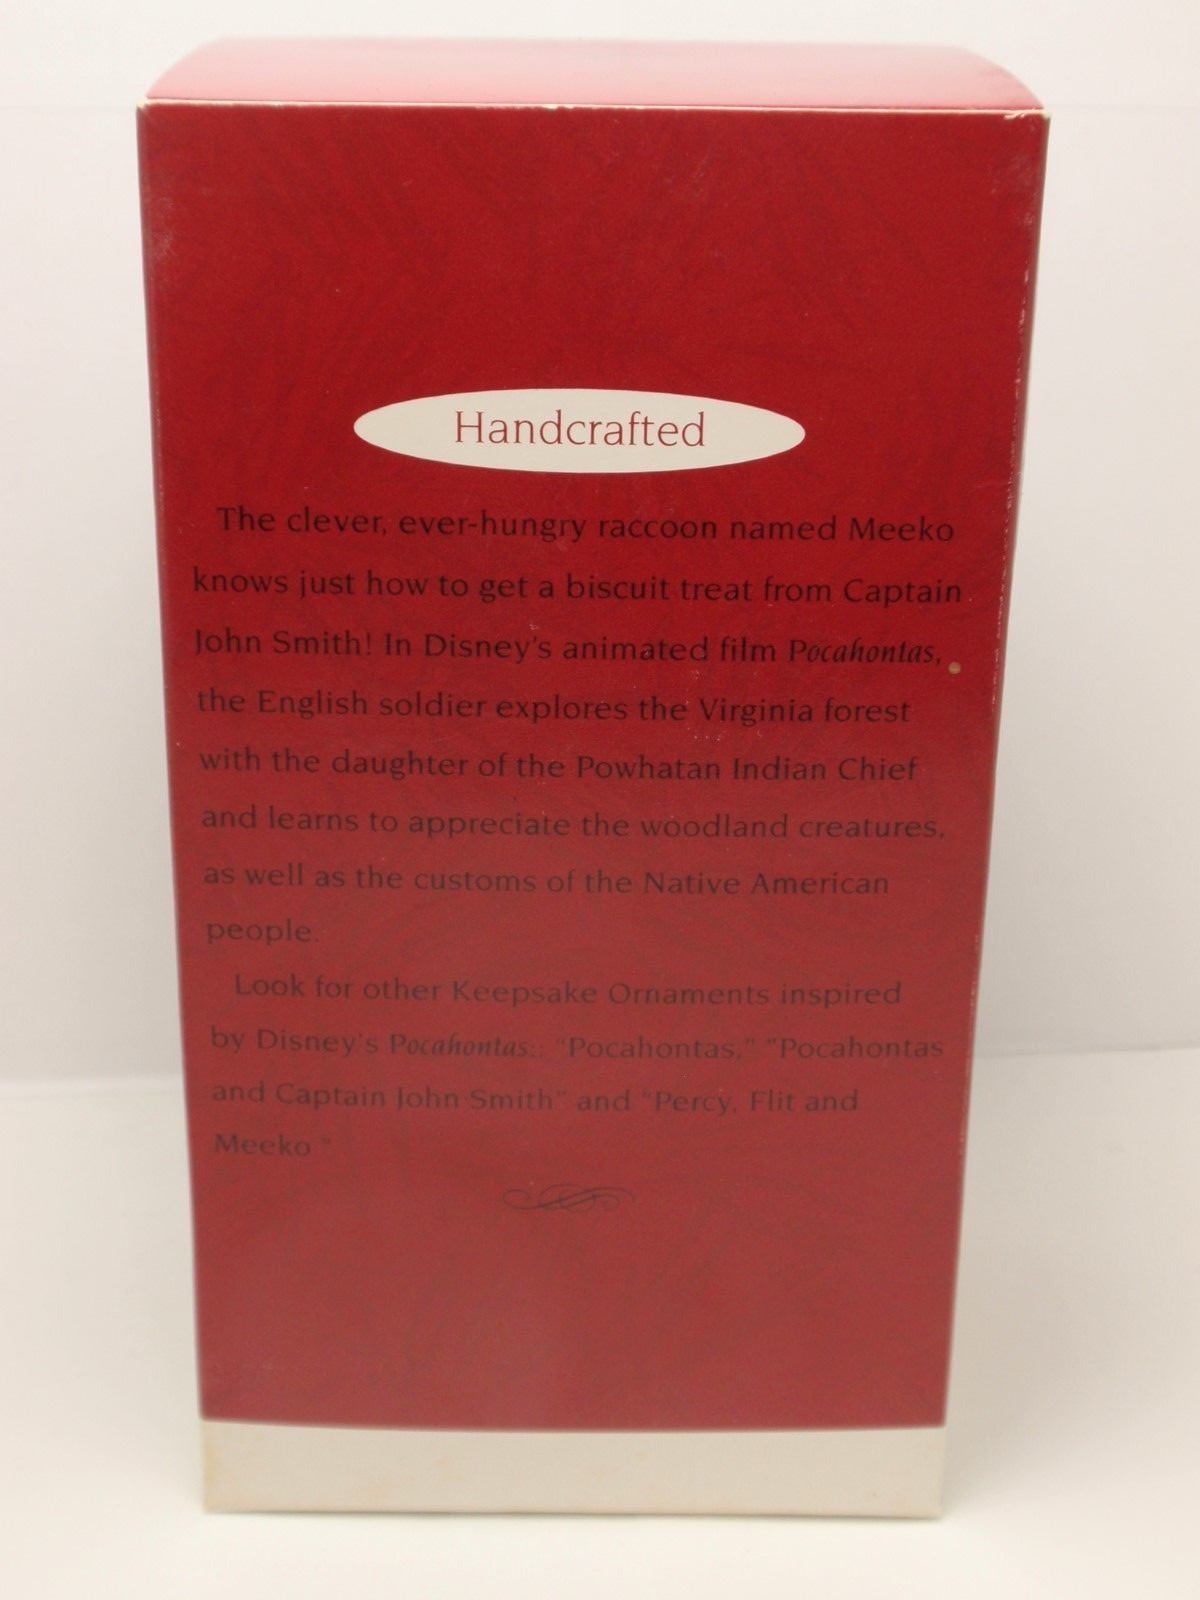 Handcrafted
The clever, ever-hungry raccoon named Meeko
knows just how to get a biscuit treat from Captain
John Smith! In Disney's animated film Pocahontas,
the English soldier explores the Virginia forest
with the daughter of the Powhatan Indian Chief
and learns to appreciate the woodland creatures,
as well as the customs of the Native American
people.
Look for other Keepsake Ornaments inspired
by Disney's Pocahontas:: "Pocahontas," "Pocahontas
and Captain John Smith" and "Percy, Flit and
Meeko."